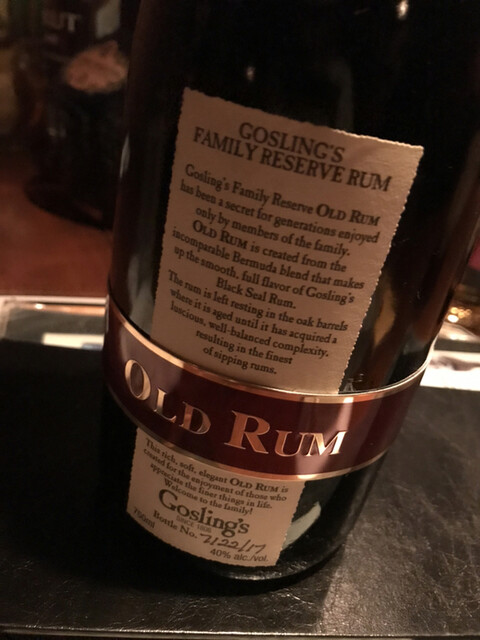 GOSLING'S
FAMILY RESERVE RUM
Gosling's Family Reserve OLD RUM
has been a secret for generations enjoyed
only by members of the family.
OLD RUM is created from the
incomparable Bermuda blend that makes
up the smooth, full flavor of Gosling's
Black Seal Rum.
The rum is left resting in the oak barrels
where it is aged until it has acquired a
luscious, well-balanced complexity,
resulting in the finest
of sipping rums.
OLD RUM
This rich, soft, elegant OLD RUM is
created for the enjoyment of those who
appreciate the finer things in life.
Welcome to the family!
Gosling's
SINCE 1806
Bottle No. 7/22/17
750ml
40% alc./vol.